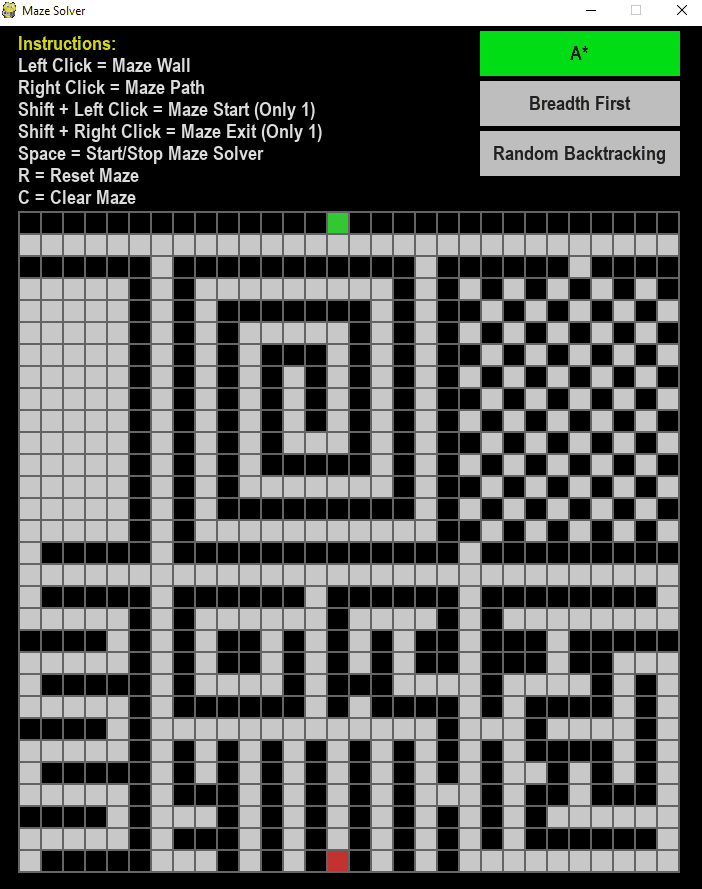 Maze Solver
Instructions:
Left Click = Maze Wall
Right Click = Maze Path
Shift + Left Click = Maze Start (Only 1)
Shift + Right Click = Maze Exit (Only 1)
Space = Start/Stop Maze Solver
R = Reset Maze
C = Clear Maze
A*
Breadth First
Random Backtracking